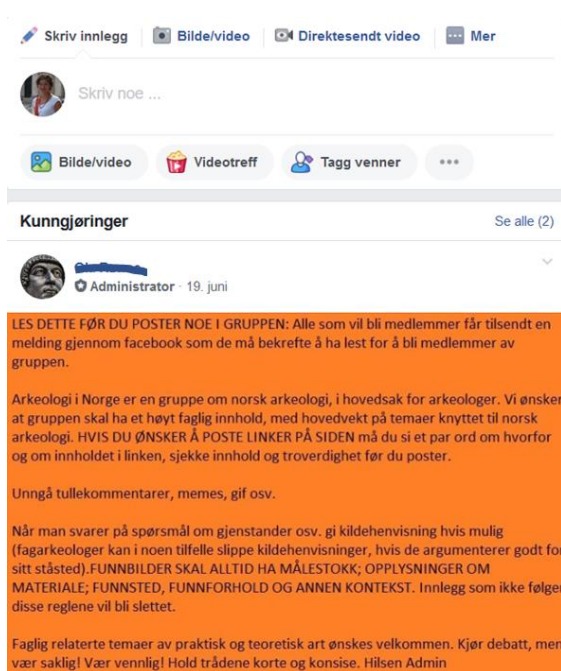 Skriv innlegg Bilde/video Direktesendt video Mer
Skriv noe ...
Bilde/video Videotreff Tagg venner
Kunngjøringer Se alle (2)
Administrator · 19. juni
LES DETTE FØR DU POSTER NOE I GRUPPEN: Alle som vil bli medlemmer får tilsendt en
melding gjennom facebook som de må bekrefte å ha lest for å bli medlemmer av
gruppen.
Arkeologi i Norge er en gruppe om norsk arkeologi, i hovedsak for arkeologer. Vi ønsker
at gruppen skal ha et høyt faglig innhold, med hovedvekt på temaer knyttet til norsk
arkeologi. HVIS DU ØNSKER Å POSTE LINKER PÅ SIDEN må du si et par ord om hvorfor
og om innholdet i linken, sjekke innhold og troverdighet før du poster.
Unngå tullekommentarer, memes, gif osv.
Når man svarer på spørsmål om gjenstander osv. gi kildehenvisning hvis mulig
(fagarkeologer kan i noen tilfelle slippe kildehenvisninger, hvis de argumenterer godt for
sitt ståsted).FUNNBILDER SKAL ALLTID HA MÅLESTOKK; OPPLYSNINGER OM
MATERIALE; FUNNSTED, FUNNFORHOLD OG ANNEN KONTEKST. Innlegg som ikke følger
disse reglene vil bli slettet.
Faglig relaterte temaer av praktisk og teoretisk art ønskes velkommen. Kjør debatt, men
vær saklig! Vær vennlig! Hold trådene korte og konsise. Hilsen Admin